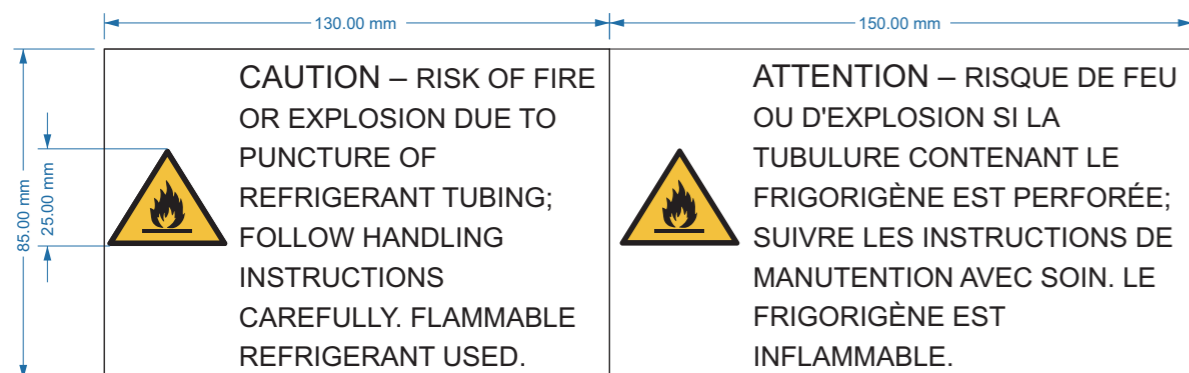 130.00 mm
150.00 mm
85.00 mm
25.00 mm
CAUTION – RISK OF FIRE
OR EXPLOSION DUE TO
PUNCTURE OF
REFRIGERANT TUBING;
FOLLOW HANDLING
INSTRUCTIONS
CAREFULLY. FLAMMABLE
REFRIGERANT USED.
ATTENTION – RISQUE DE FEU
OU D'EXPLOSION SI LA
TUBULURE CONTENANT LE
FRIGORIGÈNE EST PERFORÉE;
SUIVRE LES INSTRUCTIONS DE
MANUTENTION AVEC SOIN. LE
FRIGORIGÈNE EST
INFLAMMABLE.